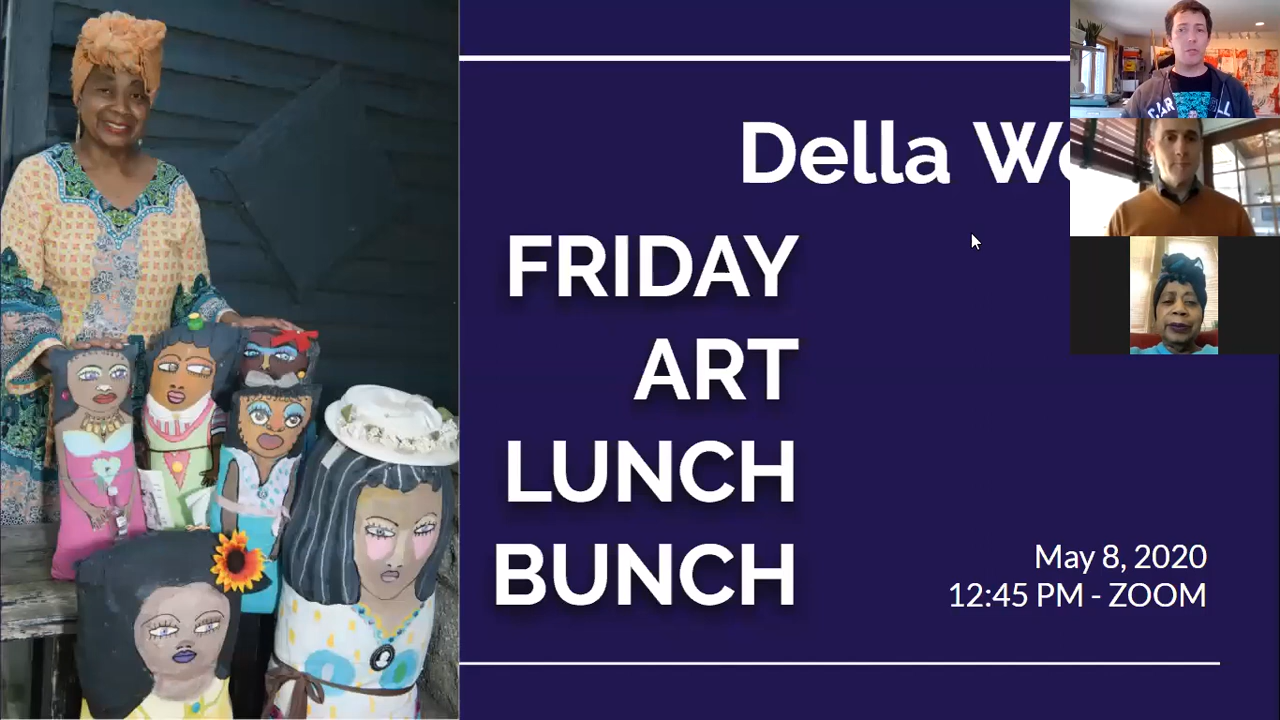 Della
FRIDAY
ART
LUNCH
BUNCH
May 8, 2020
12:45 PM - ZOOM